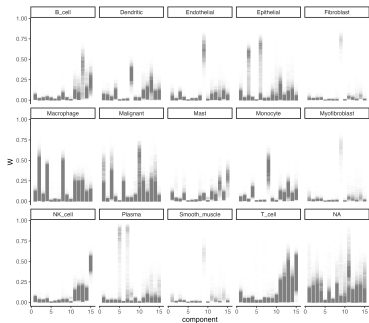 B_cell Dendritic Endothelial Epithelial Fibroblast
1.00
0.75
0.50
0.25
0.00
Macrophage Malignant Mast Monocyte Myofibroblast
1.00
0.75
0.50
0.25
0.00
W
NK_cell Plasma Smooth_muscle T_cell NA
1.00
0.75
0.50
0.25
0.00
0 5 10 15 0 5 10 15 0 5 10 15 0 5 10 15 0 5 10 15
component